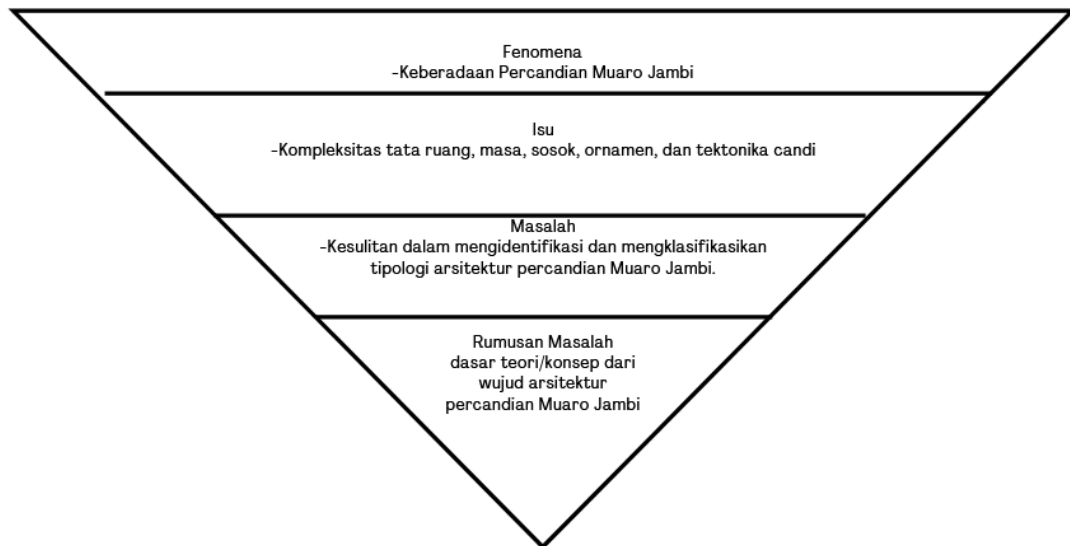 Fenomena
-Keberadaan Percandian Muaro Jambi
Isu
-Kompleksitas tata ruang, masa, sosok, ornamen, dan tektonika candi
Masalah
-Kesulitan dalam mengidentifikasi dan mengklasifikasikan
tipologi arsitektur percandian Muaro Jambi.
Rumusan Masalah
dasar teori/konsep dari
wujud arsitektur
percandian Muaro Jambi